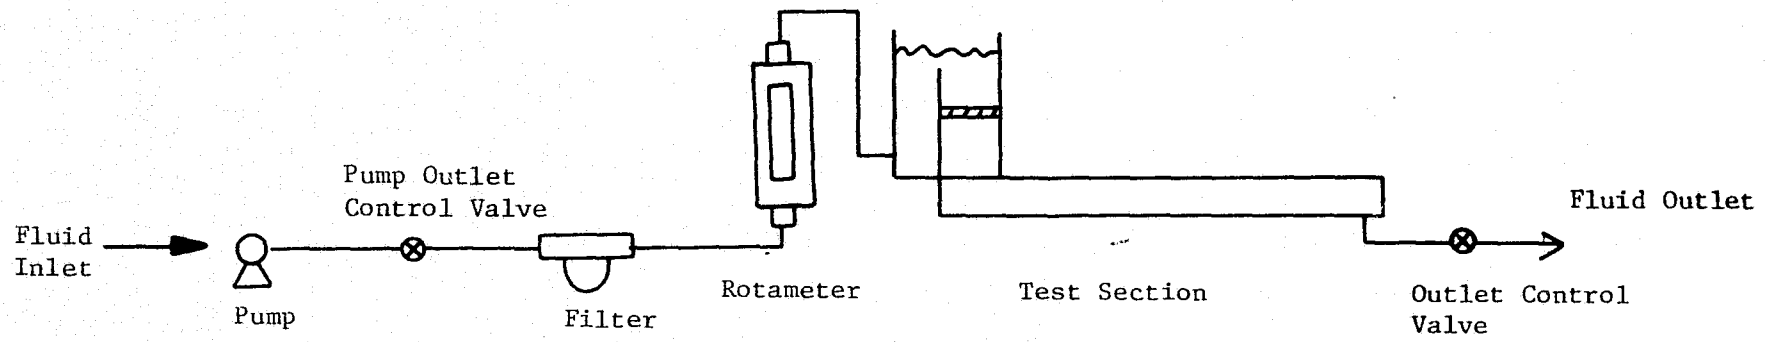 Pump Outlet
Control Valve
Fluid
Inlet
Pump
Filter
Rotameter
Test Section
Fluid Outlet
Outlet Control
Valve